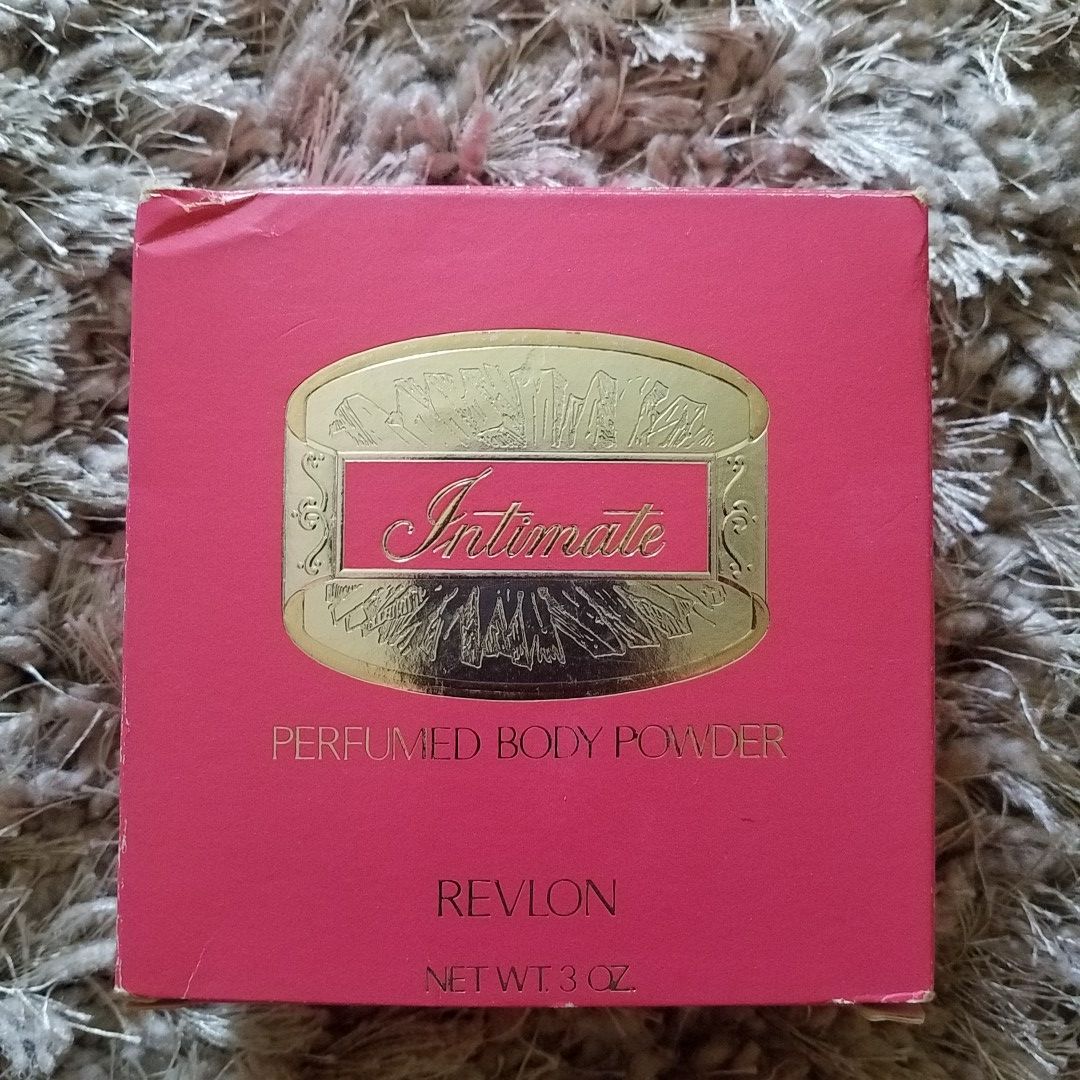 Intimate
PERFUMED BODY POWDER
REVLON
NET WT. 3 OZ.